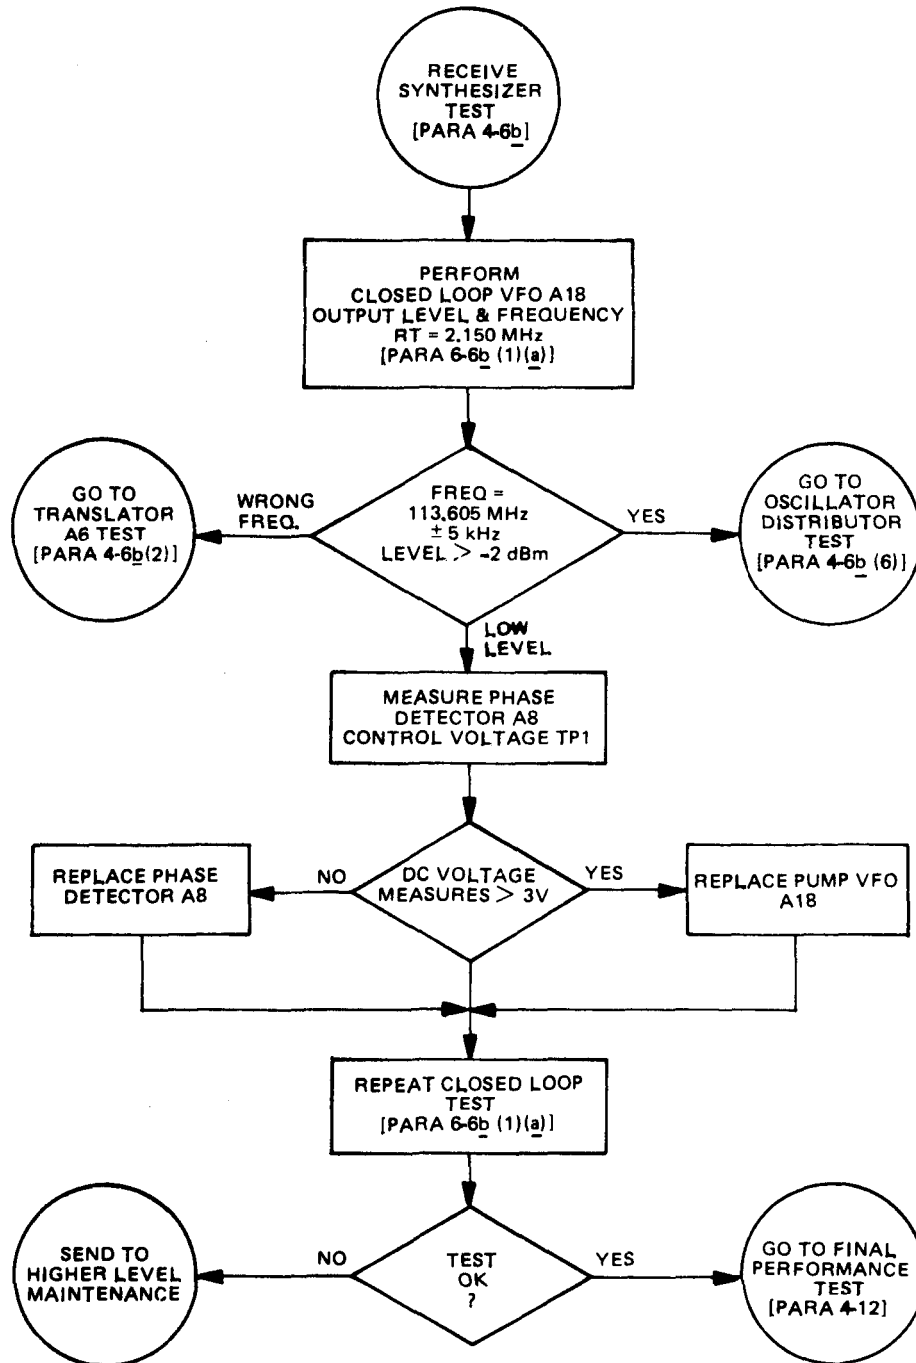 RECEIVE
SYNTHESIZER
TEST
[PARA 4-6b]
PERFORM
CLOSED LOOP VFO A18
OUTPUT LEVEL & FREQUENCY
RT = 2.150 MHz
[PARA 6-6b (1)(a)]
GO TO
TRANSLATOR
A6 TEST
[PARA 4-6b(2)]
WRONG
FREQ.
FREQ =
113.605 MHz
± 5 kHz
LEVEL > -2 dBm
YES
GO TO
OSCILLATOR
DISTRIBUTOR
TEST
[PARA 4-6b (6)]
LOW
LEVEL
MEASURE PHASE
DETECTOR A8
CONTROL VOLTAGE TP1
REPLACE PHASE
DETECTOR A8
NO
DC VOLTAGE
MEASURES > 3V
YES
REPLACE PUMP VFO
A18
REPEAT CLOSED LOOP
TEST
[PARA 6-6b (1)(a)]
SEND TO
HIGHER LEVEL
MAINTENANCE
NO
TEST
OK
?
YES
GO TO FINAL
PERFORMANCE
TEST
[PARA 4-12]